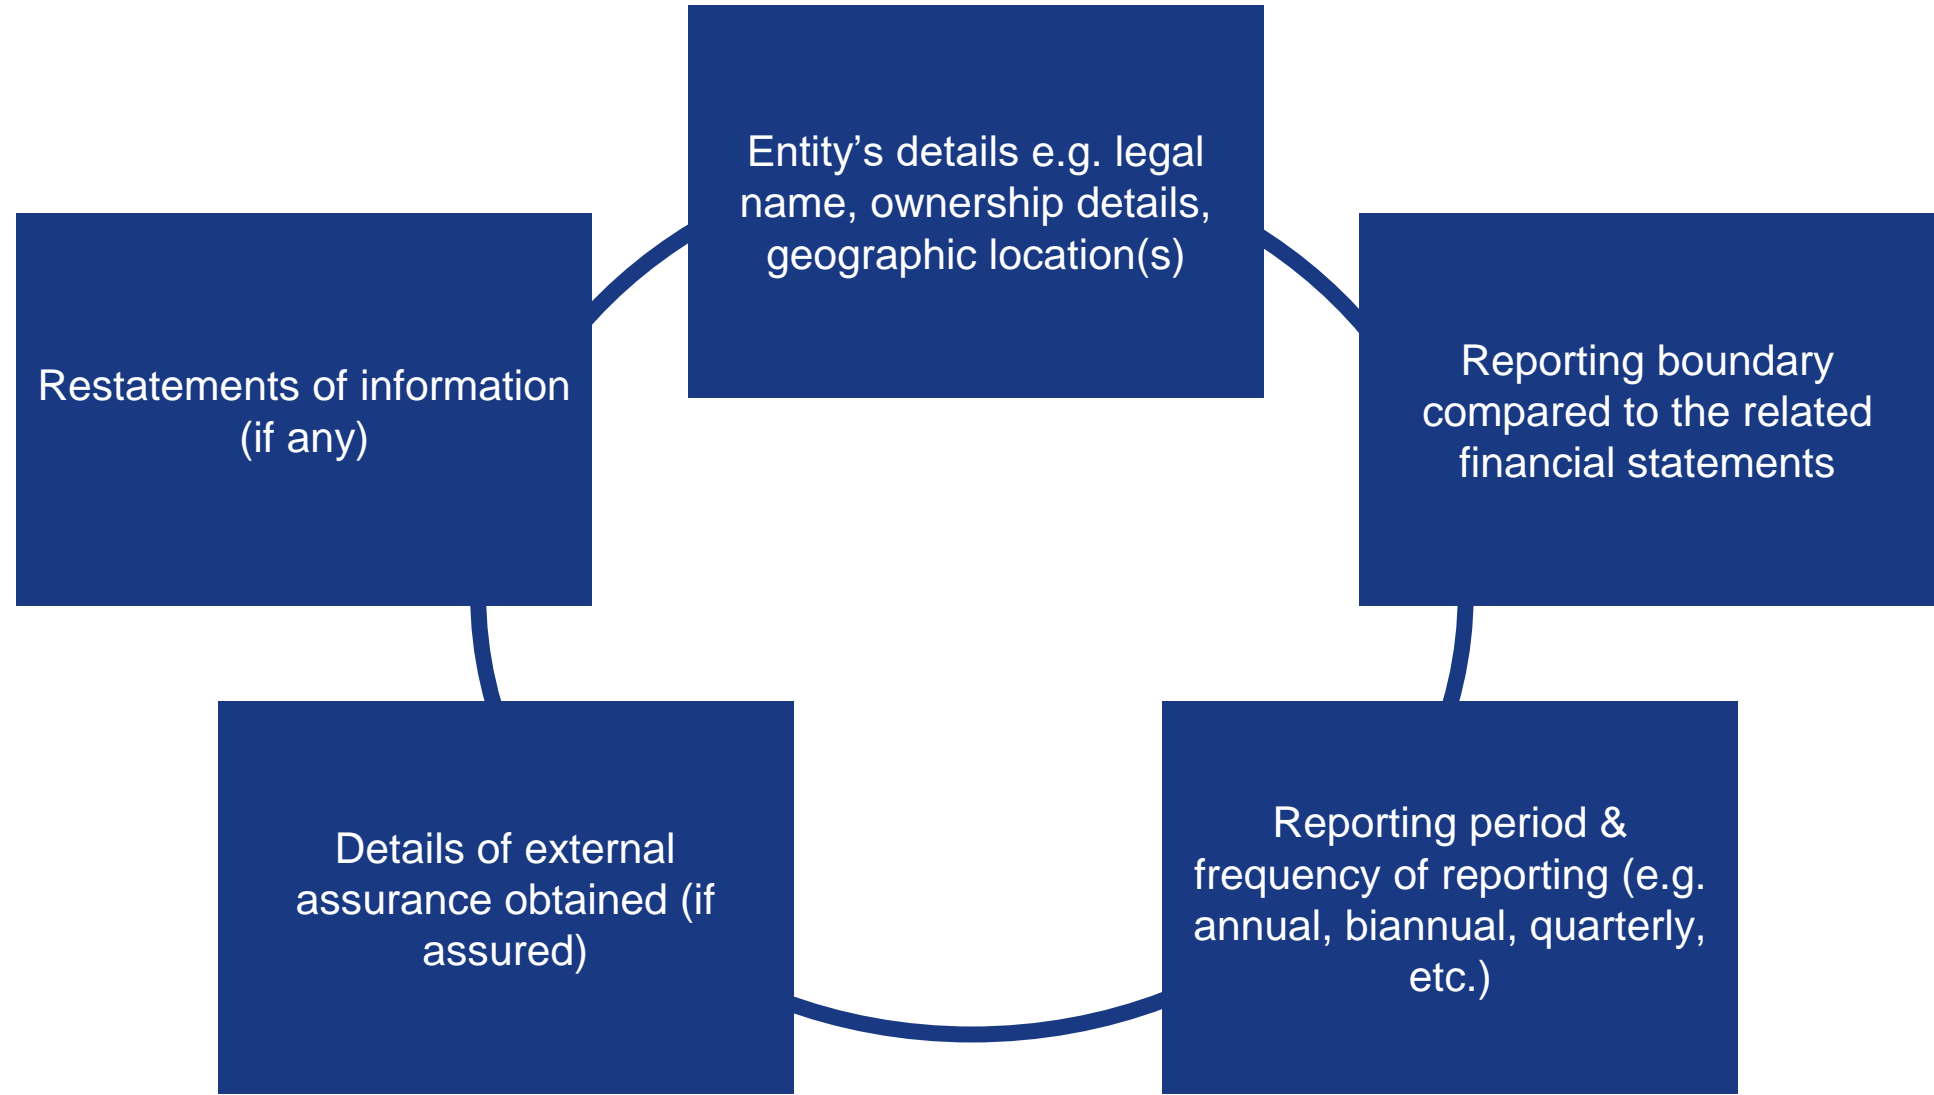 Entity’s details e.g. legal
name, ownership details,
geographic location(s)
Reporting boundary
compared to the related
financial statements
Reporting period &
frequency of reporting (e.g.
annual, biannual, quarterly,
etc.)
Details of external
assurance obtained (if
assured)
Restatements of information
(if any)